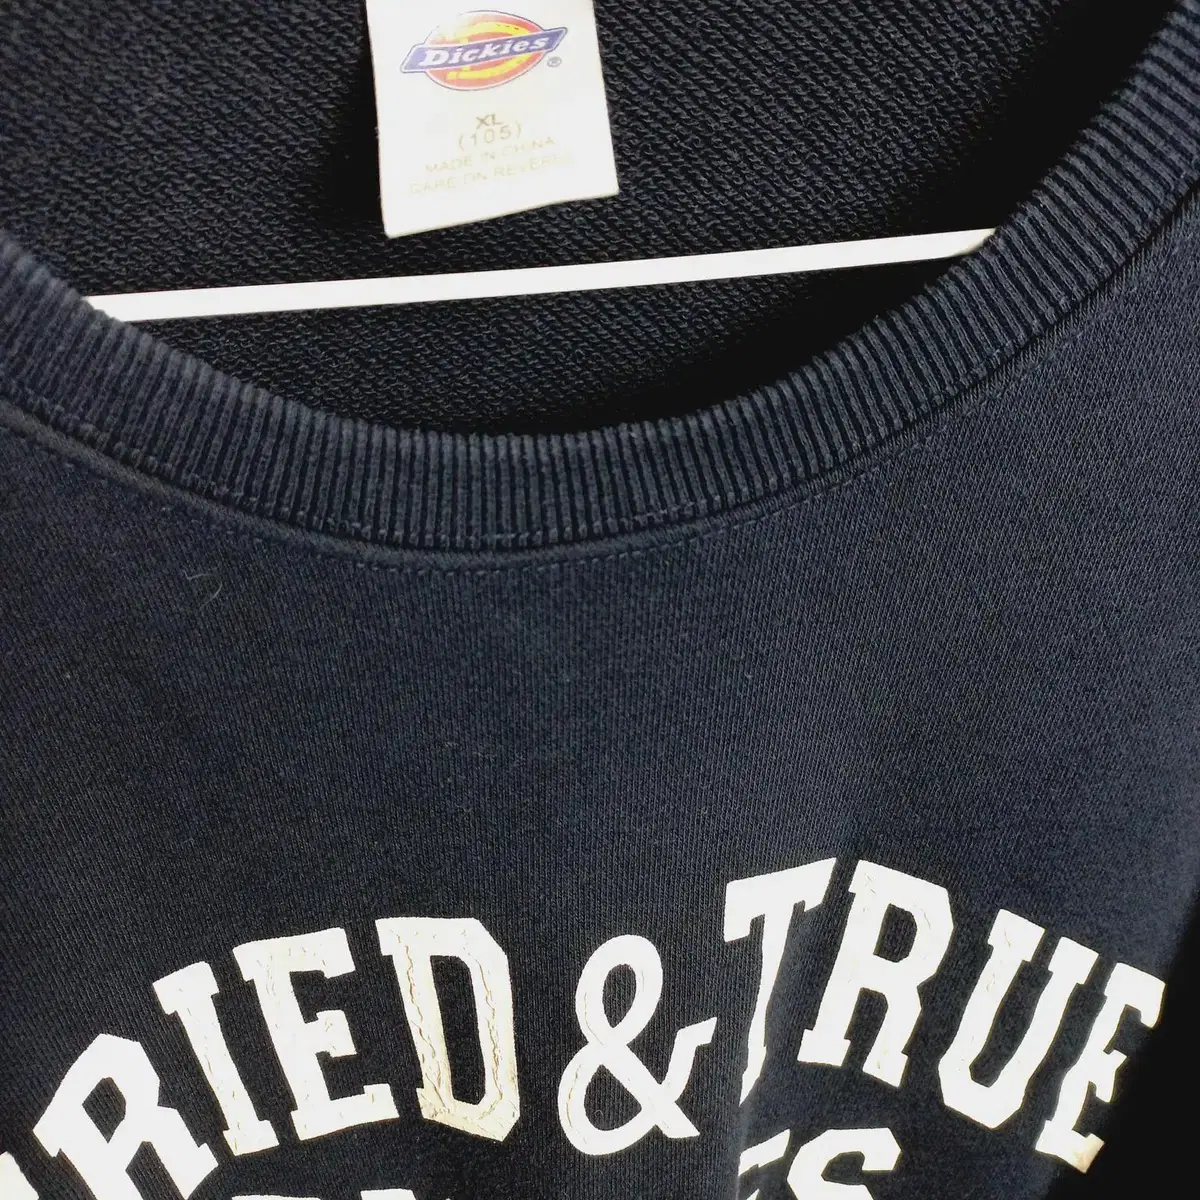 Dickies®
XL
(105)
MADE IN CHINA
CARE ON REVERSE
RIED & TRUE